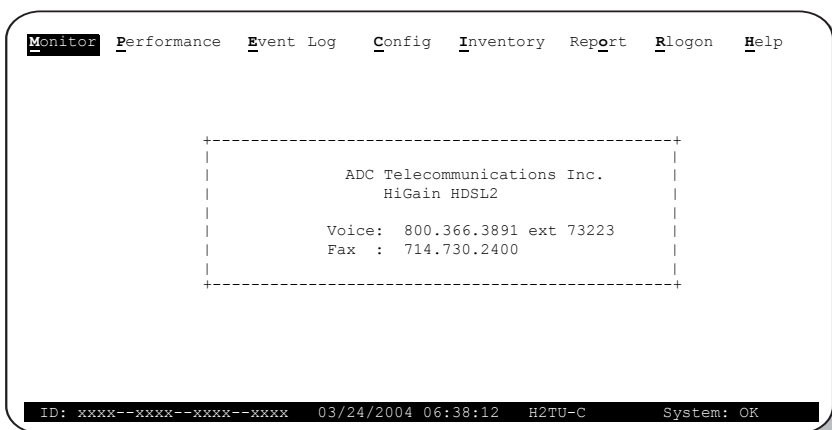 Monitor Performance Event Log Config Inventory Report Rlogon Help
ADC Telecommunications Inc.
HiGain HDSL2
Voice: 800.366.3891 ext 73223
Fax : 714.730.2400
ID: xxxx--xxxx--xxxx--xxxx 03/24/2004 06:38:12 H2TU-C System: OK